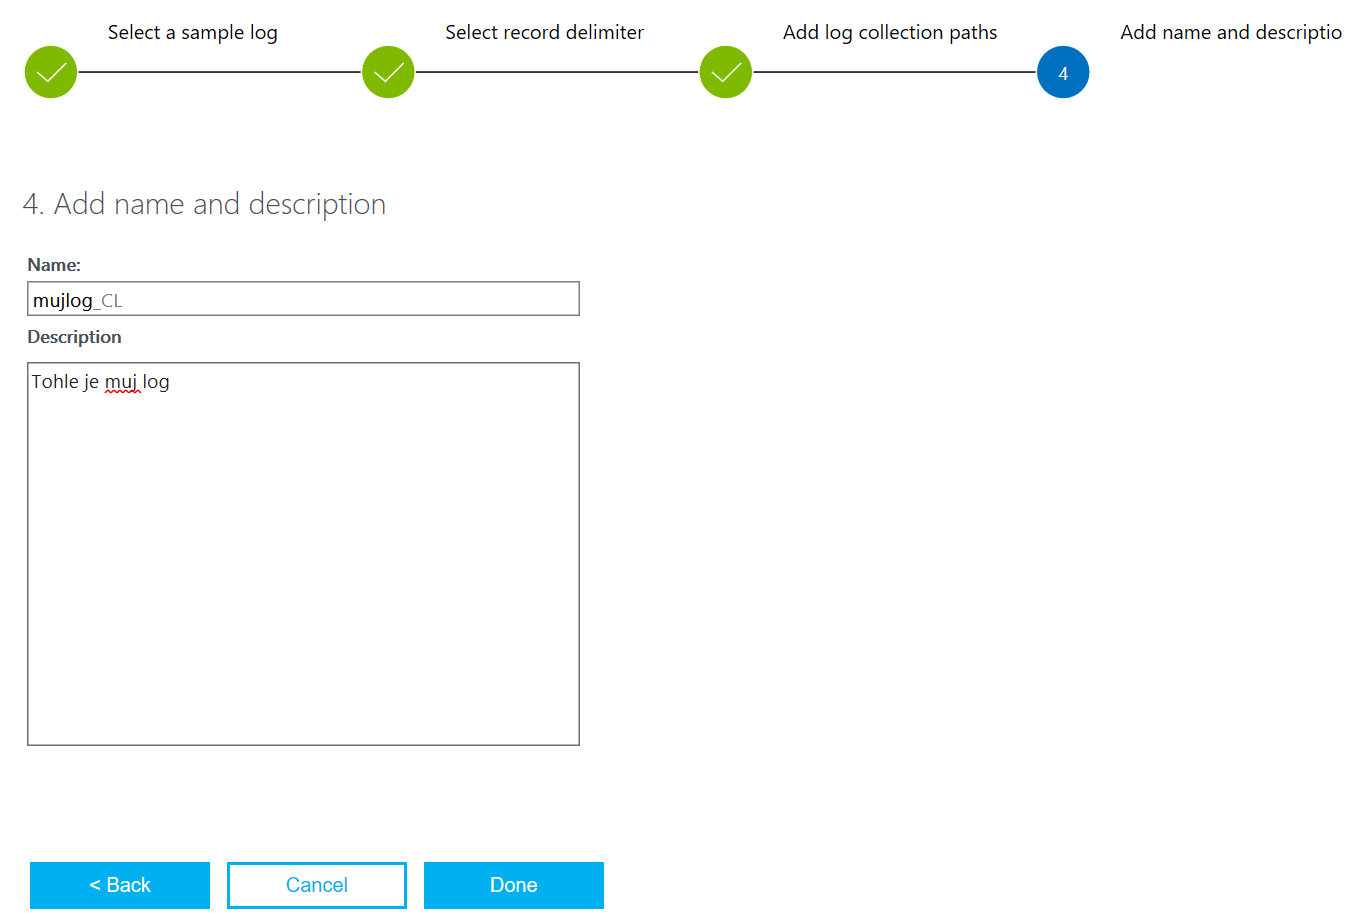 Select a sample log
Select record delimiter
Add log collection paths
Add name and descriptio
4
4. Add name and description
Name:
mujlog_CL
Description
Tohle je muj log
< Back
Cancel
Done